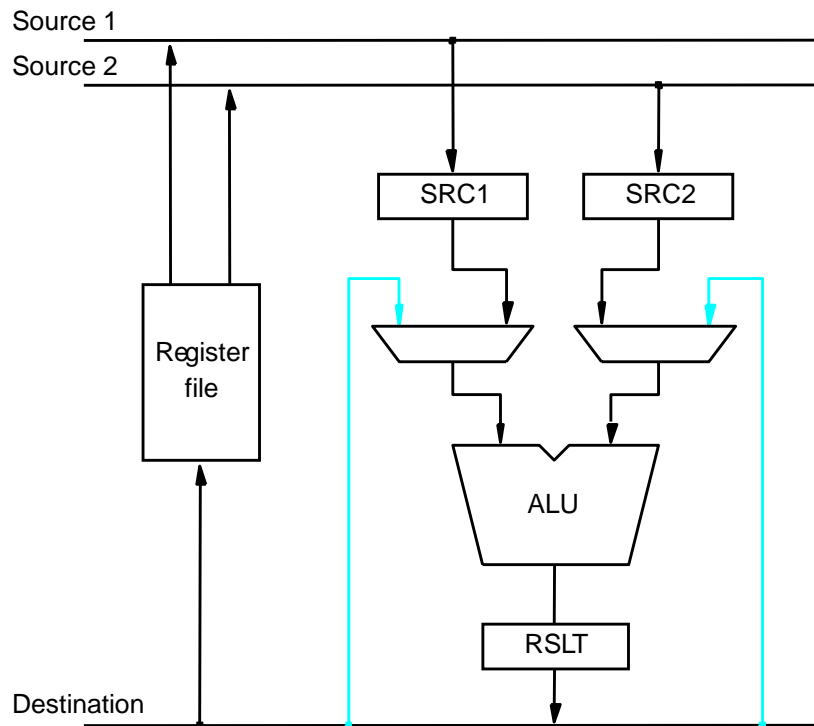 Source 1
Source 2
SRC1
SRC2
Register
file
ALU
RSLT
Destination